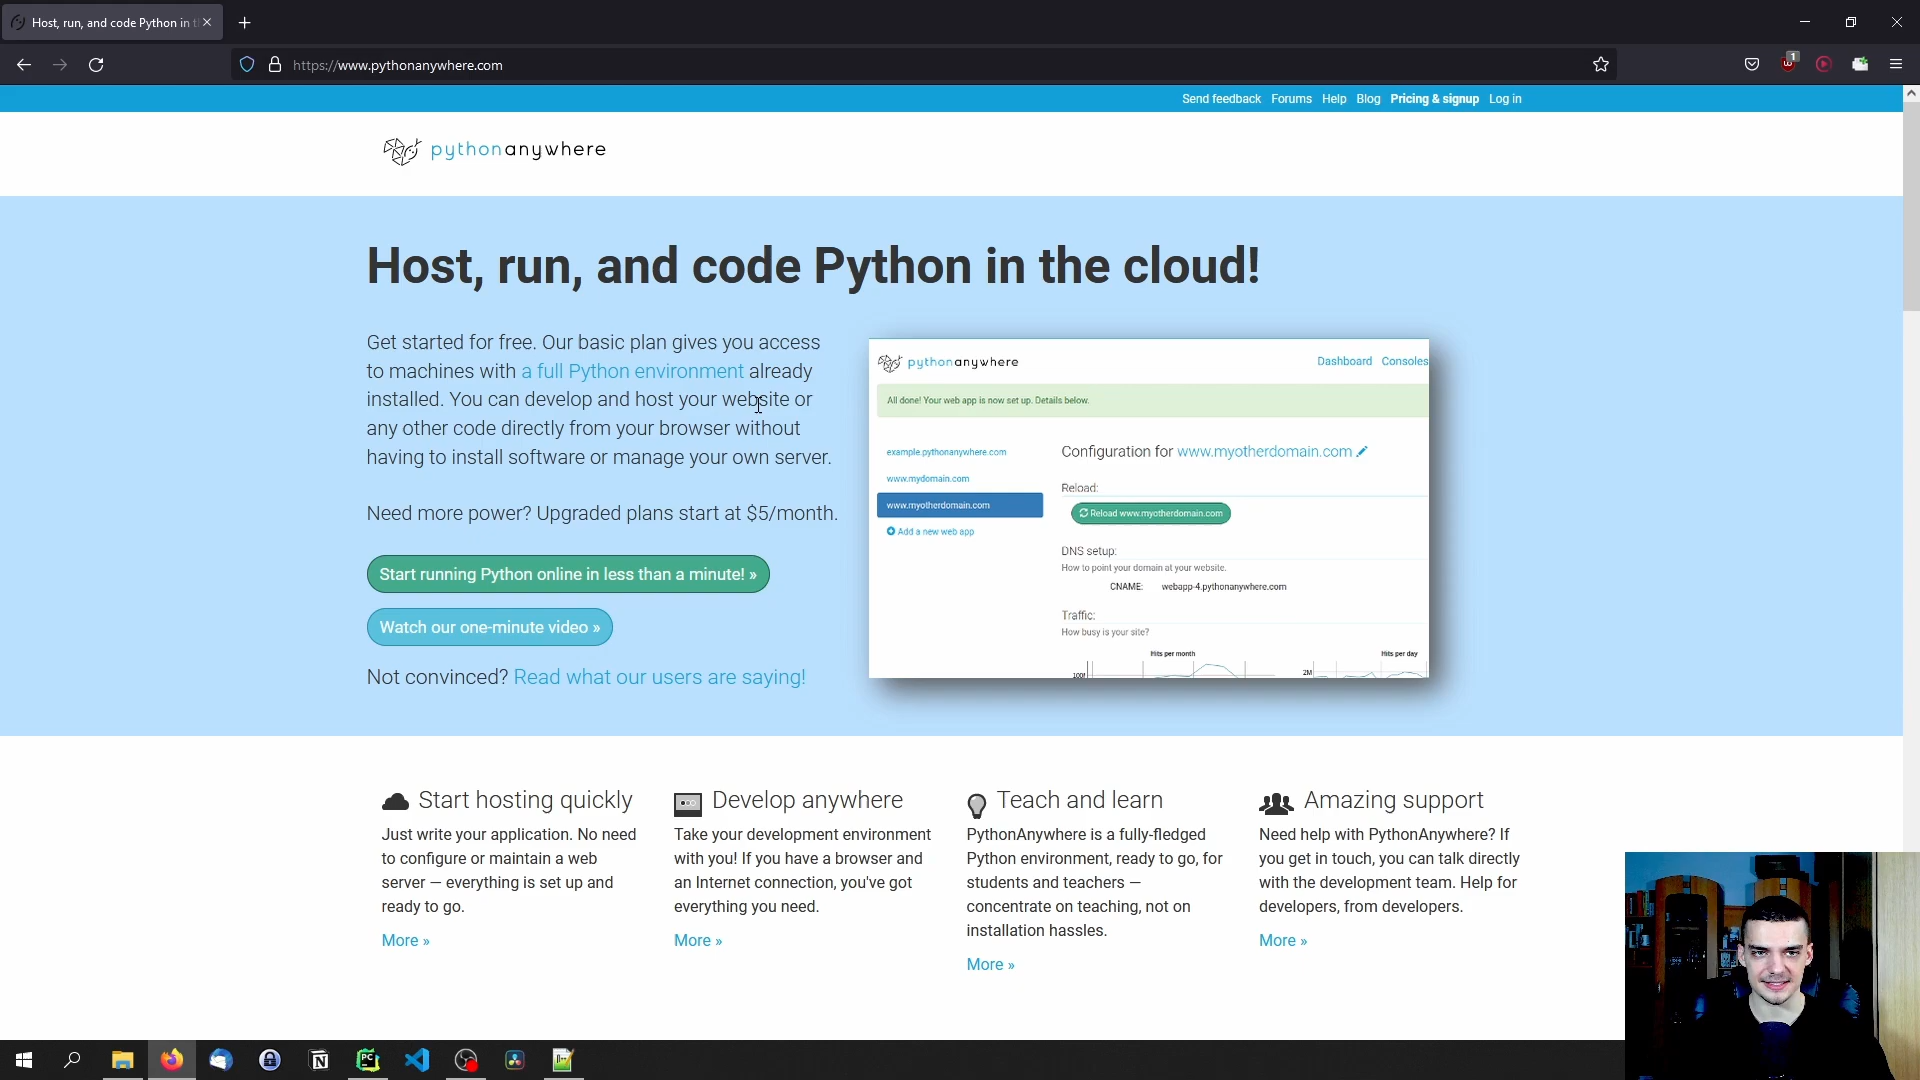 Host, run, and code Python in t
https://www.pythonanywhere.com
1
Send feedback Forums Help Blog Pricing & signup Log in
pythonanywhere
Host, run, and code Python in the cloud!
Get started for free. Our basic plan gives you access
to machines with a full Python environment already
installed. You can develop and host your website or
any other code directly from your browser without
having to install software or manage your own server.
Need more power? Upgraded plans start at $5/month.
Start running Python online in less than a minute! »
Watch our one-minute video »
Not convinced? Read what our users are saying!
pythonanywhere
Dashboard Consoles
All done! Your web app is now set up. Details below.
example.pythonanywhere.com
www.mydomain.com
www.myotherdomain.com
Add a new web app
Configuration for www.myotherdomain.com
Reload:
Reload www.myotherdomain.com
DNS setup:
How to point your domain at your website.
CNAME: webapp-4.pythonanywhere.com
Traffic:
How busy is your site?
Hits per month Hits per day
2M
Start hosting quickly
Just write your application. No need
to configure or maintain a web
server — everything is set up and
ready to go.
More »
Develop anywhere
Take your development environment
with you! If you have a browser and
an Internet connection, you've got
everything you need.
More »
Teach and learn
PythonAnywhere is a fully-fledged
Python environment, ready to go, for
students and teachers —
concentrate on teaching, not on
installation hassles.
More »
Amazing support
Need help with PythonAnywhere? If
you get in touch, you can talk directly
with the development team. Help for
developers, from developers.
More »